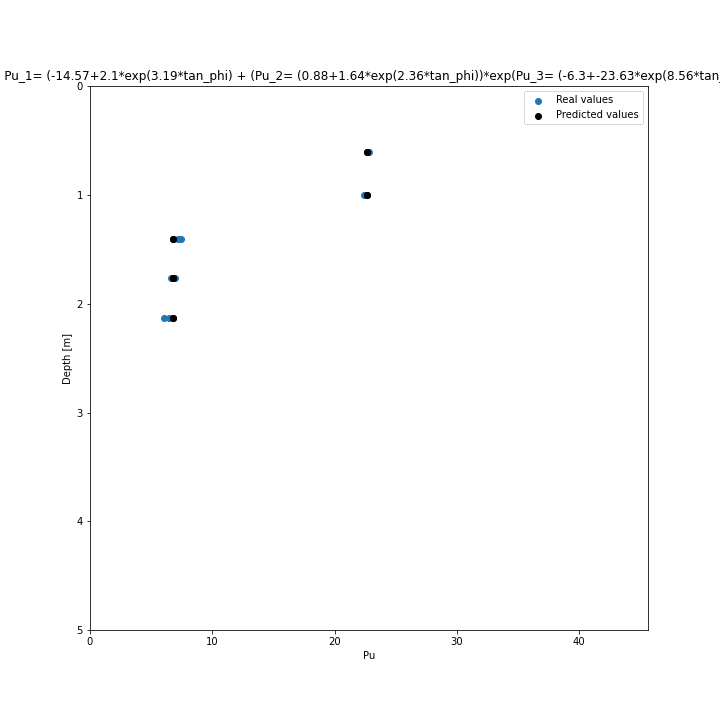 Pu_1= (-14.57+2.1*exp(3.19*tan_phi) + (Pu_2= (0.88+1.64*exp(2.36*tan_phi))*exp(Pu_3= (-6.3+-23.63*exp(8.56*tan_
0
Real values
Predicted values
1
2
Depth [m]
3
4
5
0 10 20 30 40
Pu